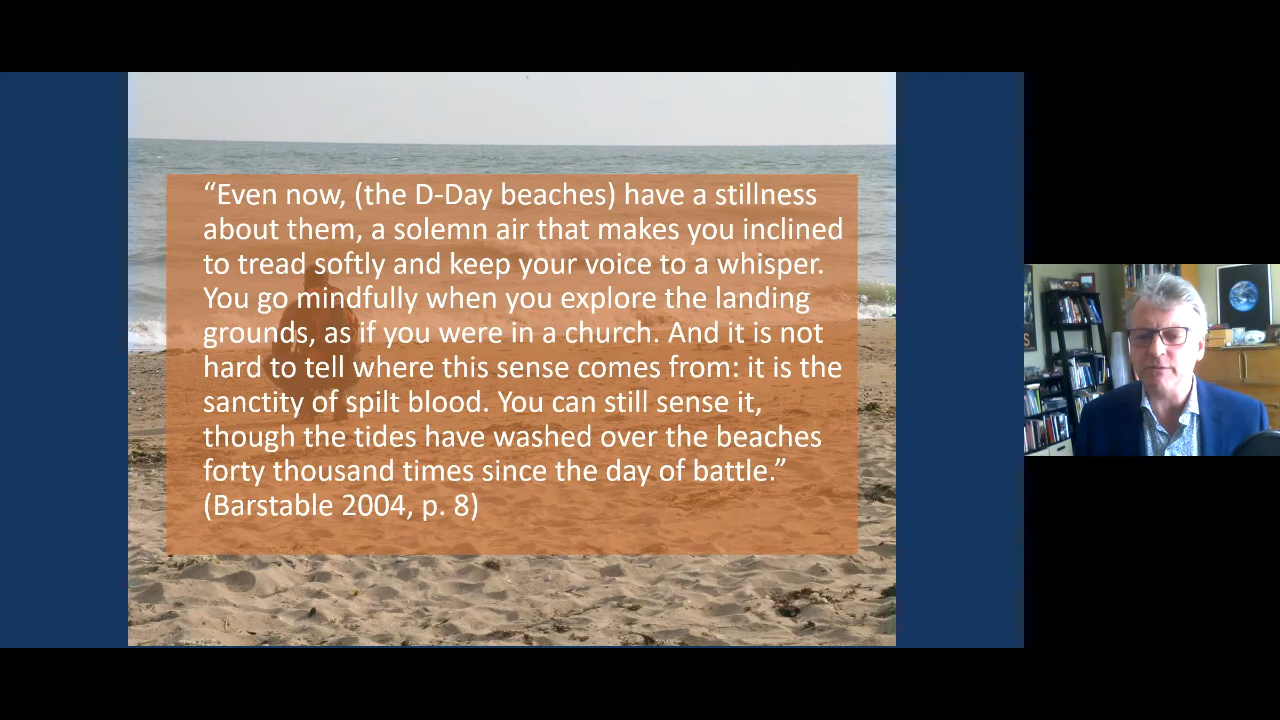 “Even now, (the D-Day beaches) have a stillness
about them, a solemn air that makes you inclined
to tread softly and keep your voice to a whisper.
You go mindfully when you explore the landing
grounds, as if you were in a church. And it is not
hard to tell where this sense comes from: it is the
sanctity of spilt blood. You can still sense it,
though the tides have washed over the beaches
forty thousand times since the day of battle.”
(Barstable 2004, p. 8)